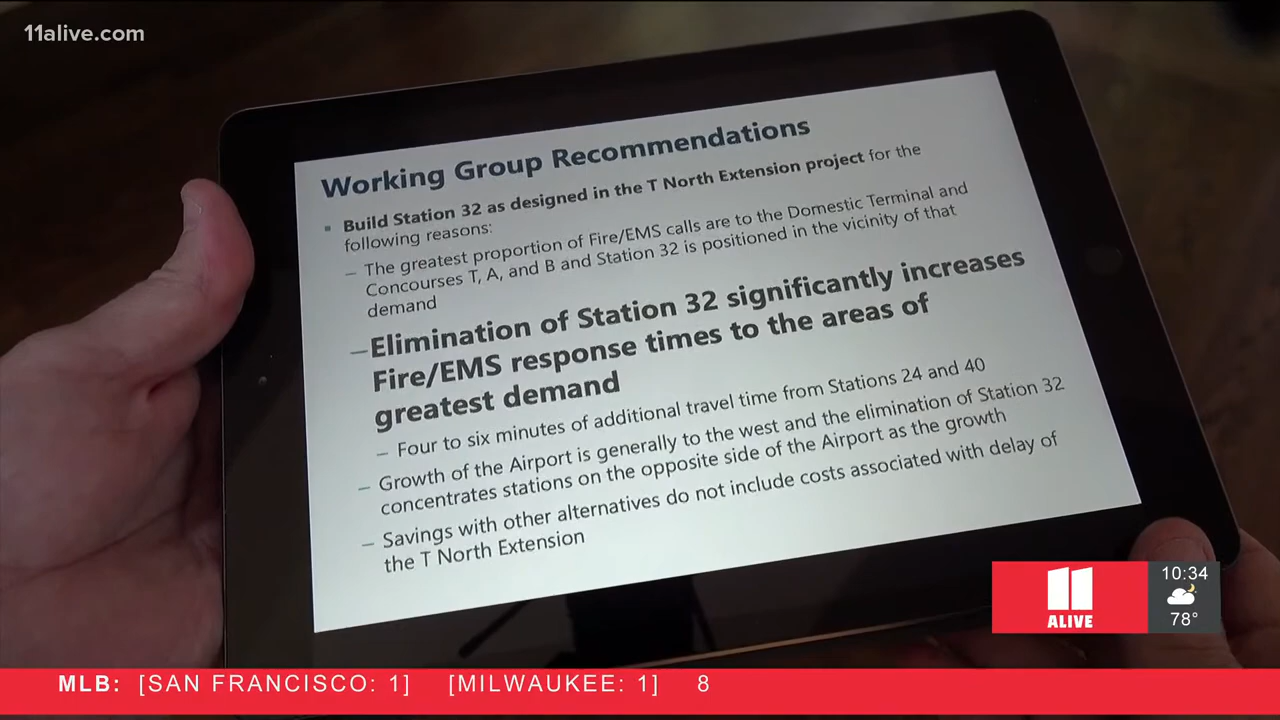 11alive.com
Working Group Recommendations
▪ Build Station 32 as designed in the T North Extension project for the
following reasons:
– The greatest proportion of Fire/EMS calls are to the Domestic Terminal and
Concourses T, A, and B and Station 32 is positioned in the vicinity of that
demand
–Elimination of Station 32 significantly increases
Fire/EMS response times to the areas of
greatest demand
– Four to six minutes of additional travel time from Stations 24 and 40
– Growth of the Airport is generally to the west and the elimination of Station 32
concentrates stations on the opposite side of the Airport as the growth
– Savings with other alternatives do not include costs associated with delay of
the T North Extension
11
ALIVE
10:34
78°
MLB: [SAN FRANCISCO: 1] [MILWAUKEE: 1] 8